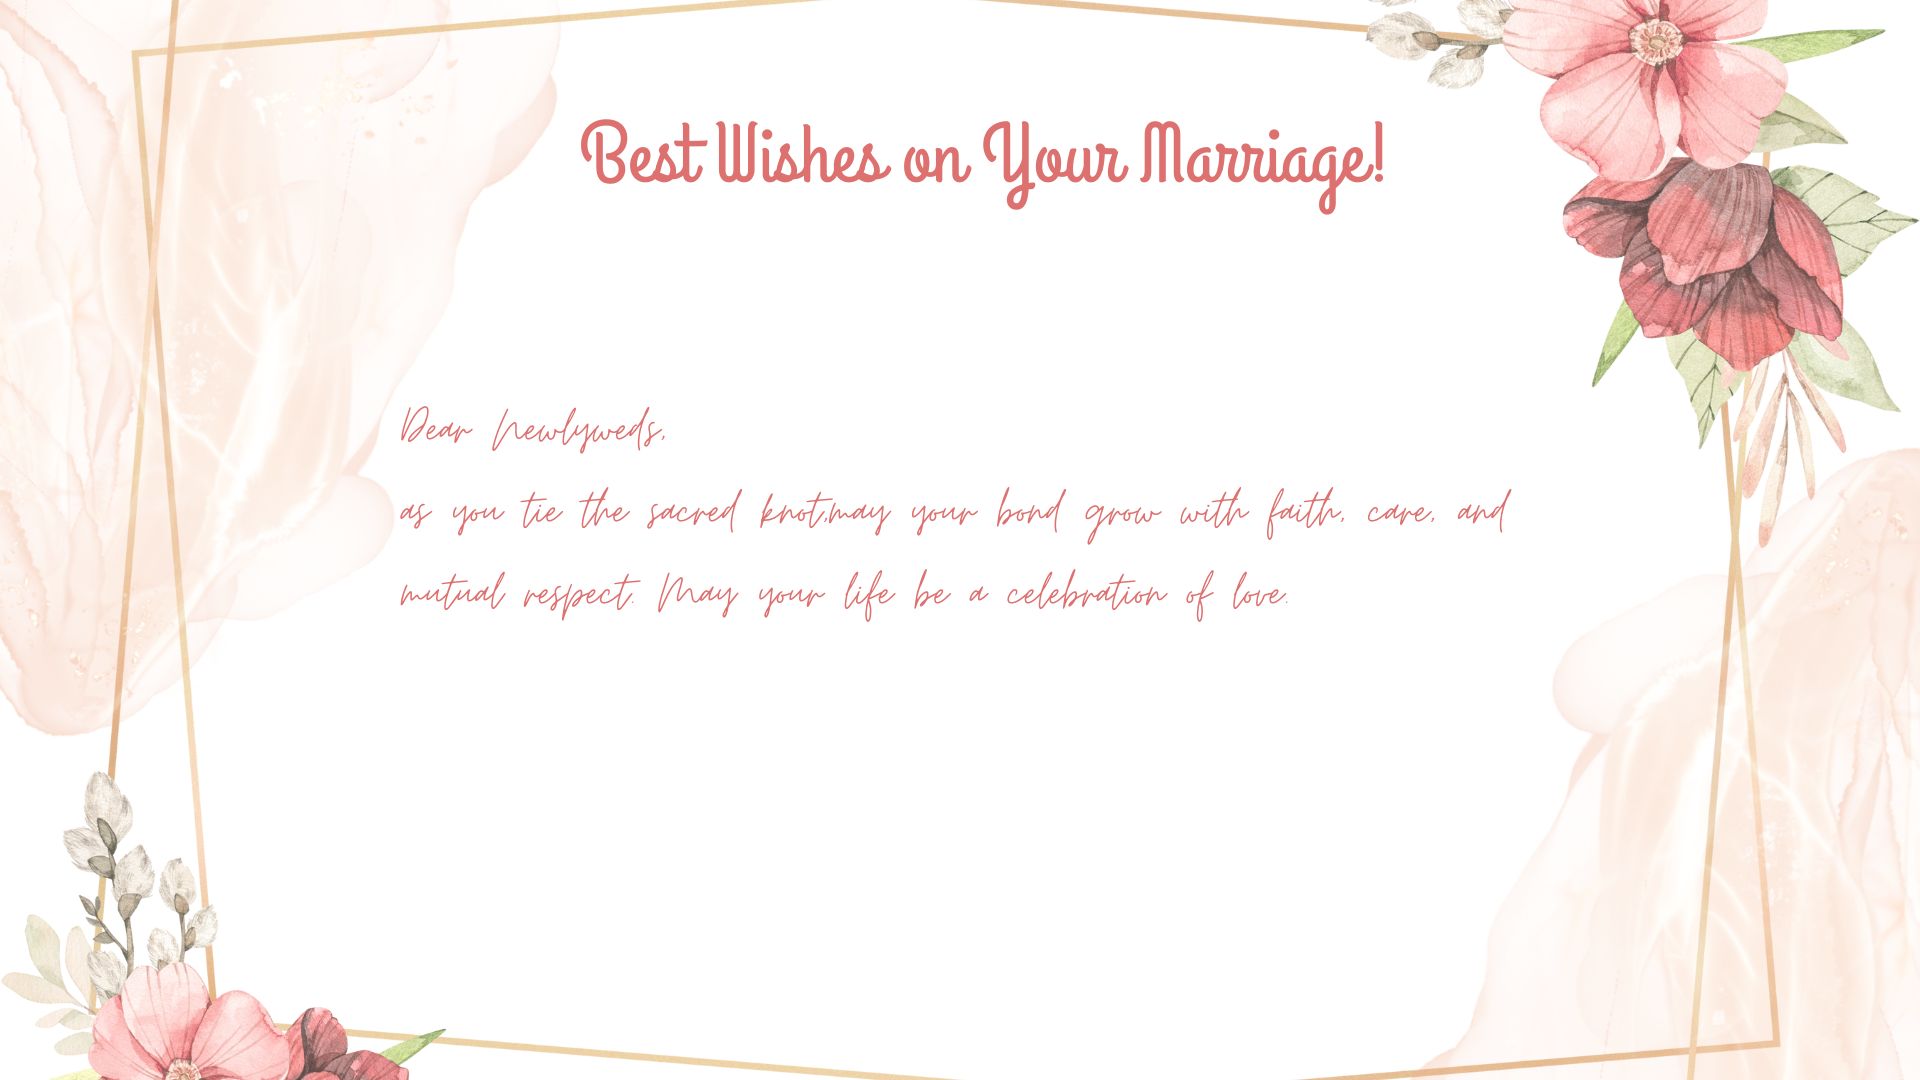 Best Wishes on Your Marriage!
Dear Newlyweds,
as you tie the sacred knot,may your bond grow with faith, care, and
mutual respect. May your life be a celebration of love.